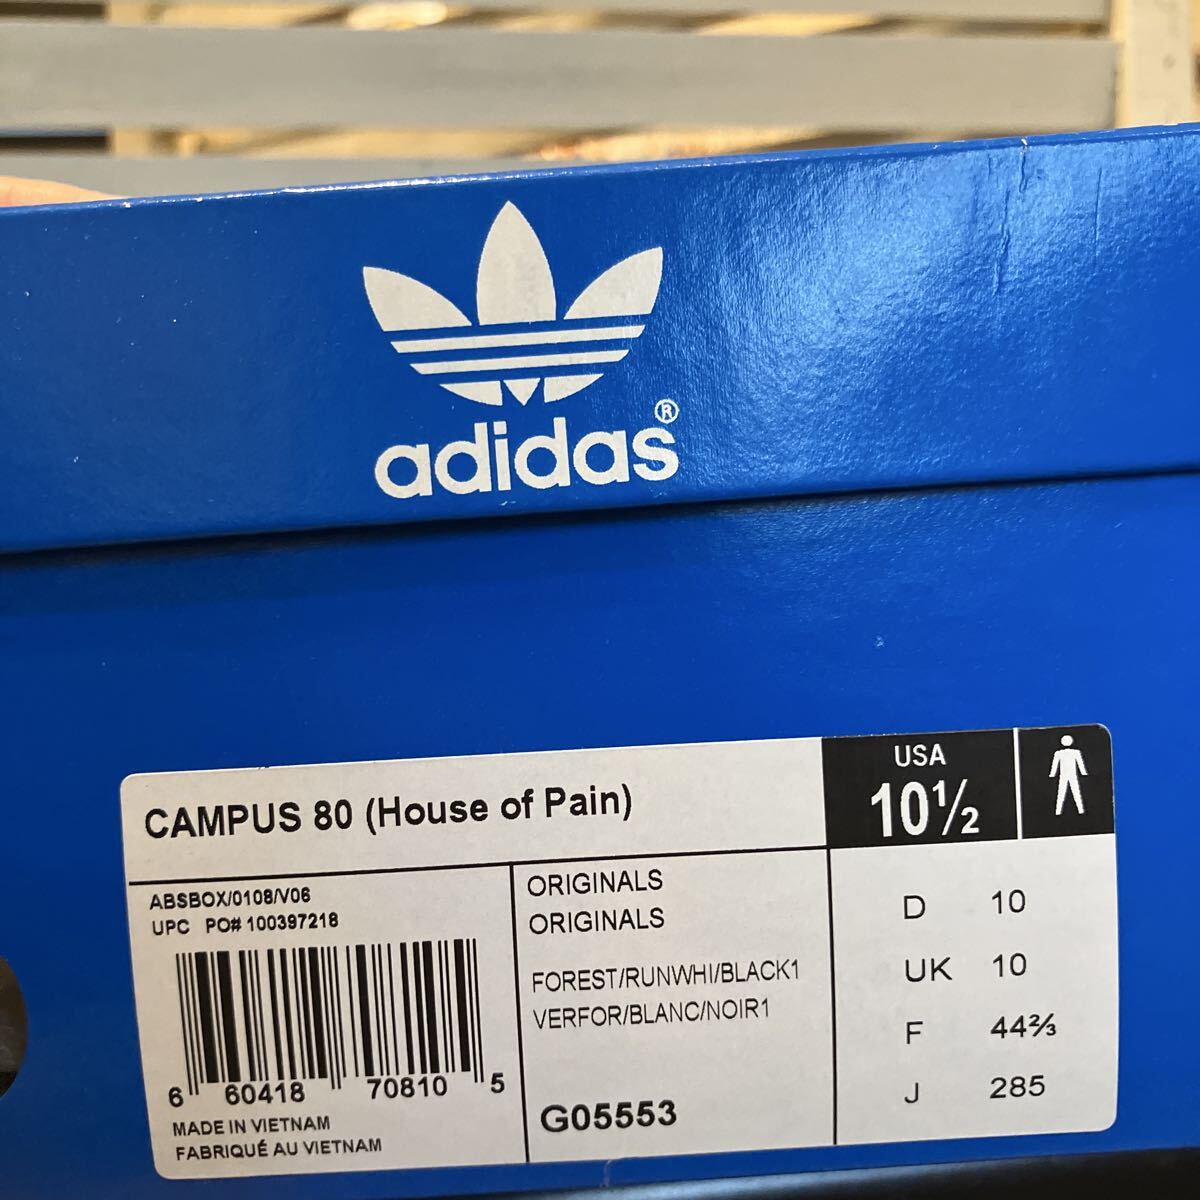 adidas®
CAMPUS 80 (House of Pain)
USA
10½
ABSBOX/0108/V06
UPC PO# 100397218
6 60418 70810 5
MADE IN VIETNAM
FABRIQUÉ AU VIETNAM
ORIGINALS
ORIGINALS
FOREST/RUNWHI/BLACK1
VERFOR/BLANC/NOIR1
G05553
D 10
UK 10
F 44⅔
J 285